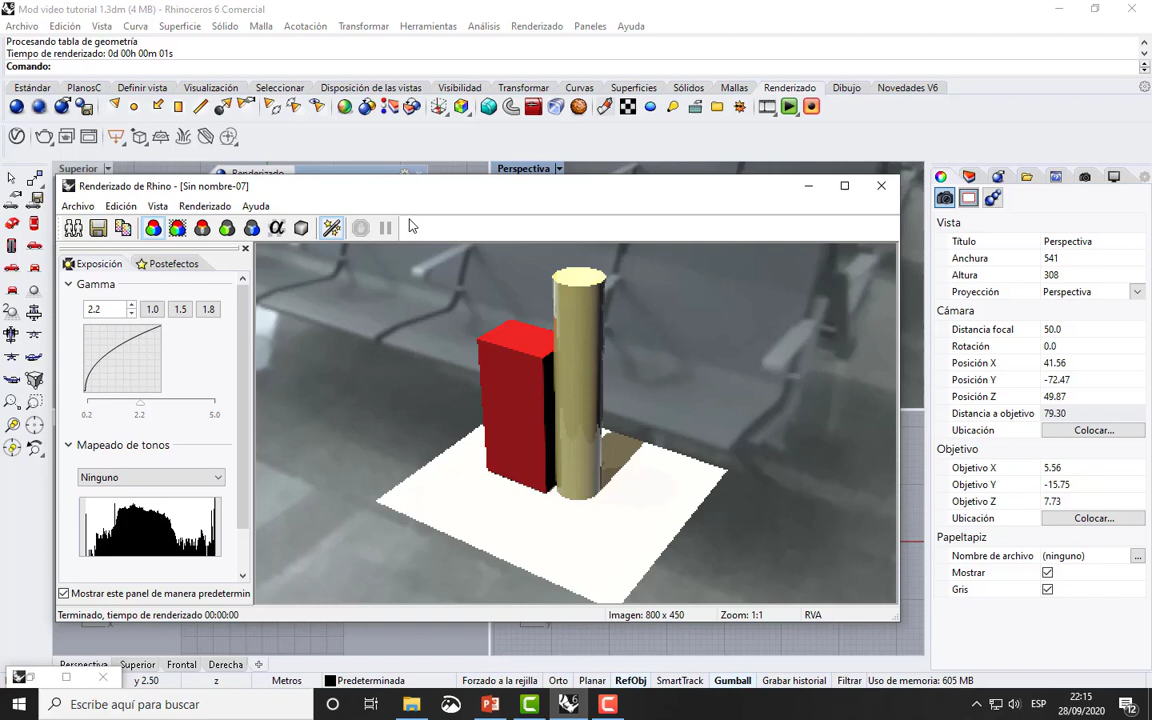 Mod video tutorial 1.3dm (4 MB) - Rhinoceros 6 Comercial
Archivo Edición Vista Curva Superficie Sólido Malla Acotación Transformar Herramientas Análisis Renderizado Paneles Ayuda
Procesando tabla de geometría
Tiempo de renderizado: 0d 00h 00m 01s
Comando:
Estándar PlanosC Definir vista Visualización Seleccionar Disposición de las vistas Visibilidad Transformar Curvas Superficies Sólidos Mallas Renderizado Dibujo Novedades V6
Superior
Renderizado
Perspectiva
Renderizado de Rhino - [Sin nombre-07]
Archivo Edición Vista Renderizado Ayuda
Exposición Postefectos
Gamma
2.2 1.0 1.5 1.8
0.2 2.2 5.0
Mapeado de tonos
Ninguno
Mostrar este panel de manera predetermin
Terminado, tiempo de renderizado 00:00:00 Imagen: 800 x 450 Zoom: 1:1 RVA
Vista
Título Perspectiva
Anchura 541
Altura 308
Proyección Perspectiva
Cámara
Distancia focal 50.0
Rotación 0.0
Posición X 41.56
Posición Y -72.47
Posición Z 49.87
Distancia a objetivo 79.30
Ubicación Colocar...
Objetivo
Objetivo X 5.56
Objetivo Y -15.75
Objetivo Z 7.73
Ubicación Colocar...
Papeltapiz
Nombre de archivo (ninguno) ...
Mostrar
Gris
Perspectiva Superior Frontal Derecha
y 2.50 z Metros Predeterminada Forzado a la rejilla Orto Planar RefObj SmartTrack Gumball Grabar historial Filtrar Uso de memoria: 605 MB
Escribe aquí para buscar
ESP
22:15
28/09/2020
12